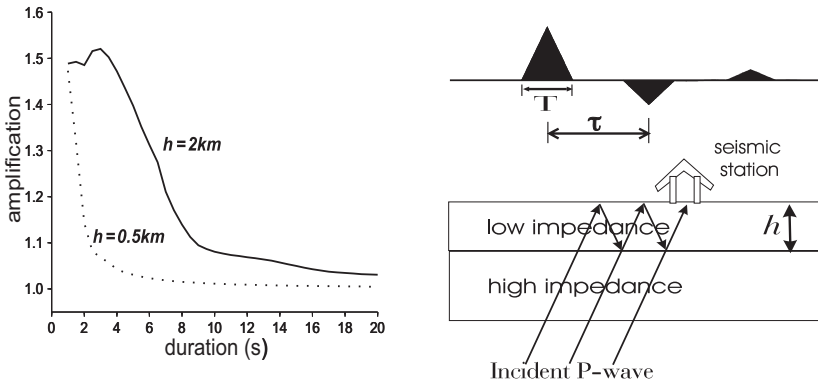 1.6
1.5
1.4
1.3
1.2
1.1
1.0
amplification
h=2km
h=0.5km
0 2 4 6 8 10 12 14 16 18 20
duration (s)
T
τ
seismic
station
low impedance
h
high impedance
Incident P-wave